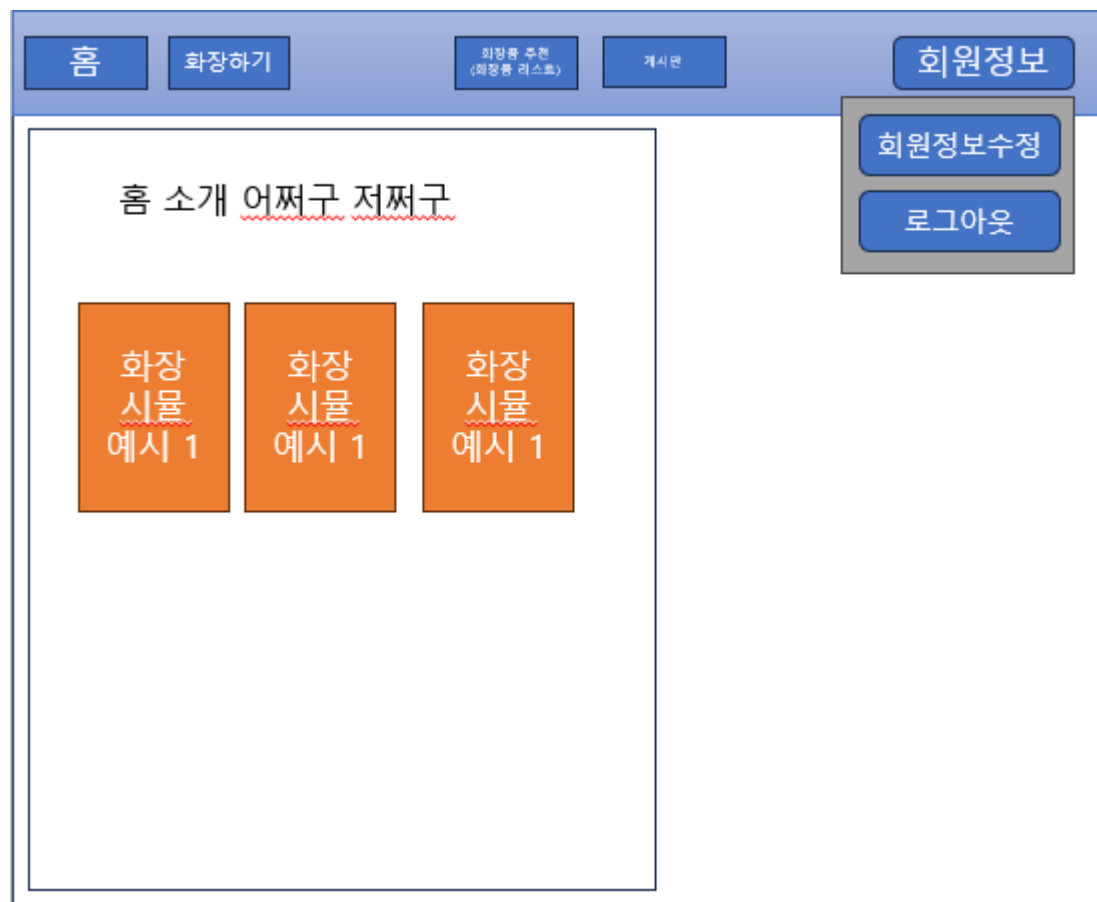 홈
화장하기
화장품 추천
(화장품 리스트)
게시판
회원정보
회원정보수정
로그아웃
홈 소개 어쩌구 저쩌구
화장
시뮬
예시 1
화장
시뮬
예시 1
화장
시뮬
예시 1